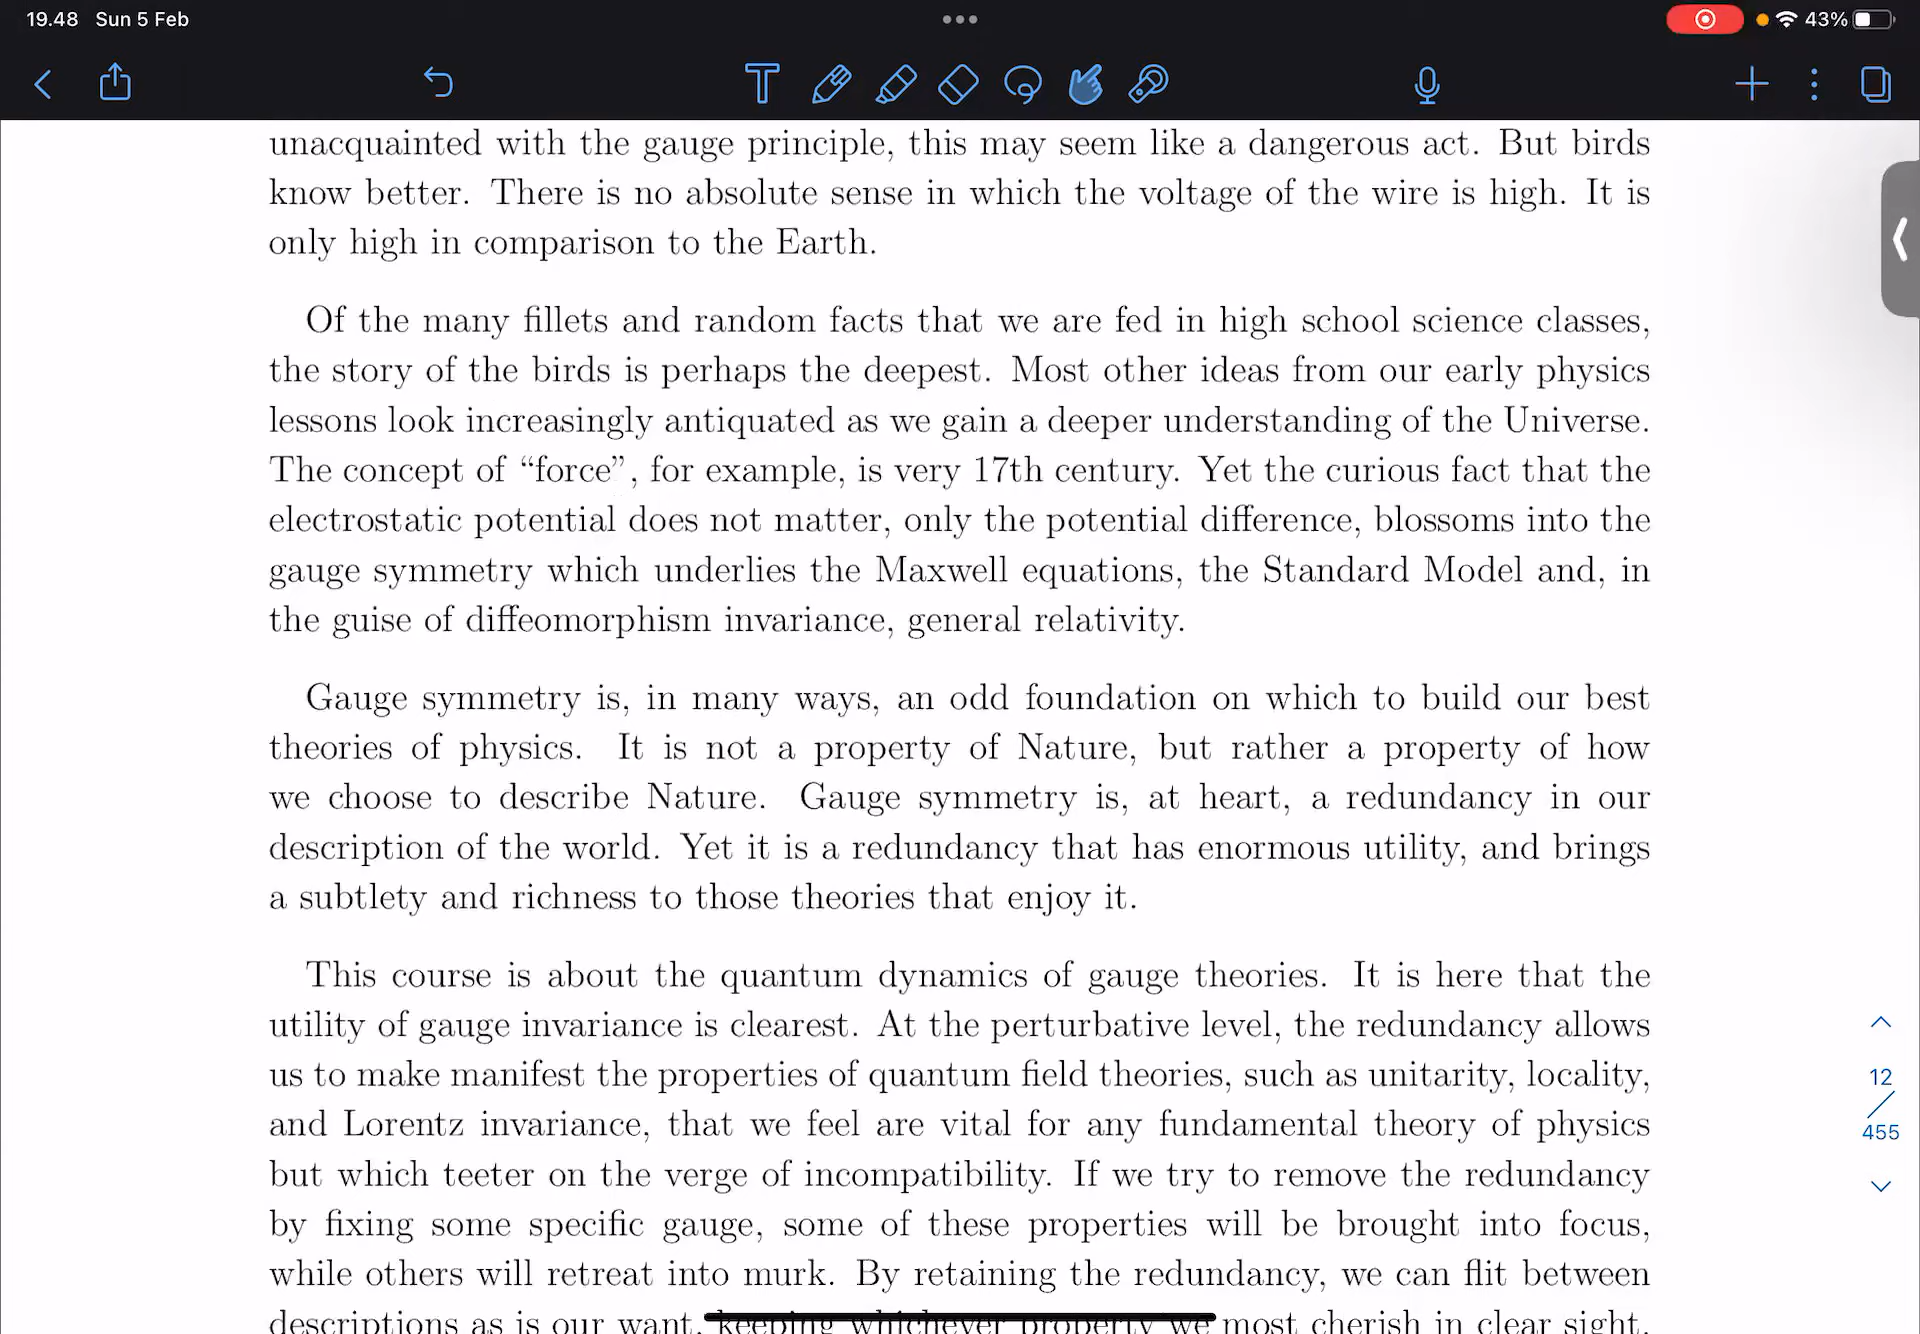 19.48 Sun 5 Feb
43%
unacquainted with the gauge principle, this may seem like a dangerous act. But birds
know better. There is no absolute sense in which the voltage of the wire is high. It is
only high in comparison to the Earth.
Of the many fillets and random facts that we are fed in high school science classes,
the story of the birds is perhaps the deepest. Most other ideas from our early physics
lessons look increasingly antiquated as we gain a deeper understanding of the Universe.
The concept of “force”, for example, is very 17th century. Yet the curious fact that the
electrostatic potential does not matter, only the potential difference, blossoms into the
gauge symmetry which underlies the Maxwell equations, the Standard Model and, in
the guise of diffeomorphism invariance, general relativity.
Gauge symmetry is, in many ways, an odd foundation on which to build our best
theories of physics. It is not a property of Nature, but rather a property of how
we choose to describe Nature. Gauge symmetry is, at heart, a redundancy in our
description of the world. Yet it is a redundancy that has enormous utility, and brings
a subtlety and richness to those theories that enjoy it.
This course is about the quantum dynamics of gauge theories. It is here that the
utility of gauge invariance is clearest. At the perturbative level, the redundancy allows
us to make manifest the properties of quantum field theories, such as unitarity, locality,
and Lorentz invariance, that we feel are vital for any fundamental theory of physics
but which teeter on the verge of incompatibility. If we try to remove the redundancy
by fixing some specific gauge, some of these properties will be brought into focus,
while others will retreat into murk. By retaining the redundancy, we can flit between
descriptions as is our want, keeping whichever property we most cherish in clear sight.
12
/
455